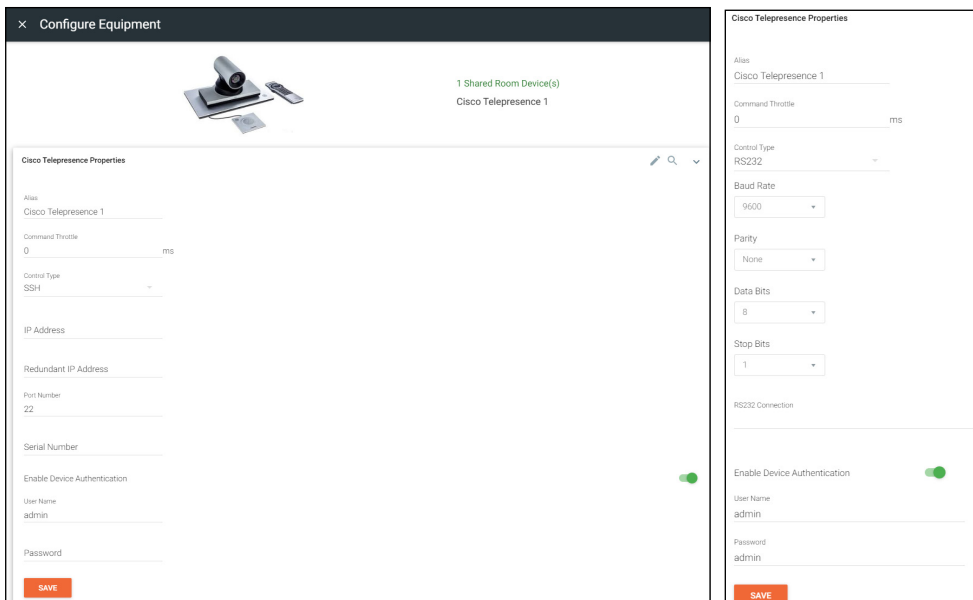 × Configure Equipment
1 Shared Room Device(s)
Cisco Telepresence 1
Cisco Telepresence Properties
Alias
Cisco Telepresence 1
Command Throttle
0 ms
Control Type
SSH
IP Address
Redundant IP Address
Port Number
22
Serial Number
Enable Device Authentication
User Name
admin
Password
SAVE
Cisco Telepresence Properties
Alias
Cisco Telepresence 1
Command Throttle
0 ms
Control Type
RS232
Baud Rate
9600
Parity
None
Data Bits
8
Stop Bits
1
RS232 Connection
Enable Device Authentication
User Name
admin
Password
admin
SAVE